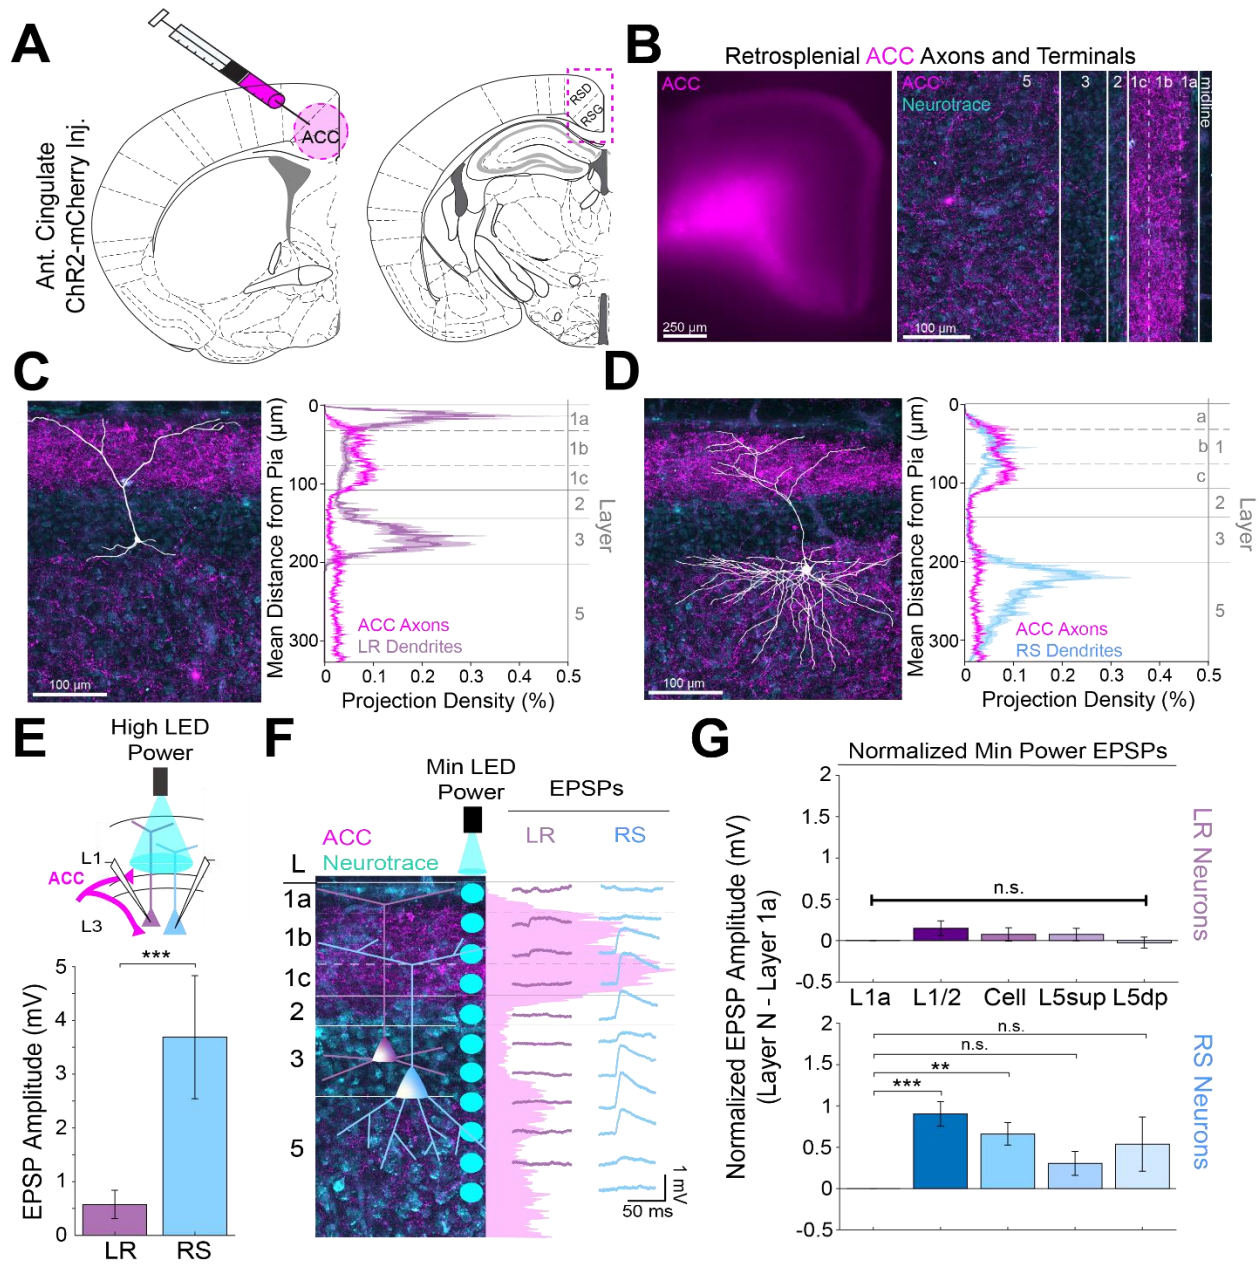 A
Ant. Cingulate
ChR2-mCherry Inj.
ACC
RSD
RSG
B
Retrosplenial ACC Axons and Terminals
ACC
250 µm
ACC
Neurotrace
5
3
2
1c
1b
1a
midline
100 µm
C
100 µm
Mean Distance from Pia (µm)
0
100
200
300
1a
1b
1c
2
3
5
Layer
ACC Axons
LR Dendrites
0
0.1
0.2
0.3
0.4
0.5
Projection Density (%)
D
100 µm
Mean Distance from Pia (µm)
0
100
200
300
a
b
1
c
2
3
5
Layer
ACC Axons
RS Dendrites
0
0.1
0.2
0.3
0.4
0.5
Projection Density (%)
E
High LED
Power
L1
ACC
L3
***
EPSP Amplitude (mV)
5
4
3
2
1
0
LR
RS
F
Min LED
Power
EPSPs
ACC
Neurotrace
LR
RS
L
1a
1b
1c
2
3
5
1 mV
50 ms
G
Normalized Min Power EPSPs
Normalized EPSP Amplitude (mV)
(Layer N - Layer 1a)
2
1.5
1
0.5
0
-0.5
n.s.
LR Neurons
L1a
L1/2
Cell
L5sup
L5dp
2
1.5
1
0.5
0
-0.5
n.s.
n.s.
**
***
RS Neurons